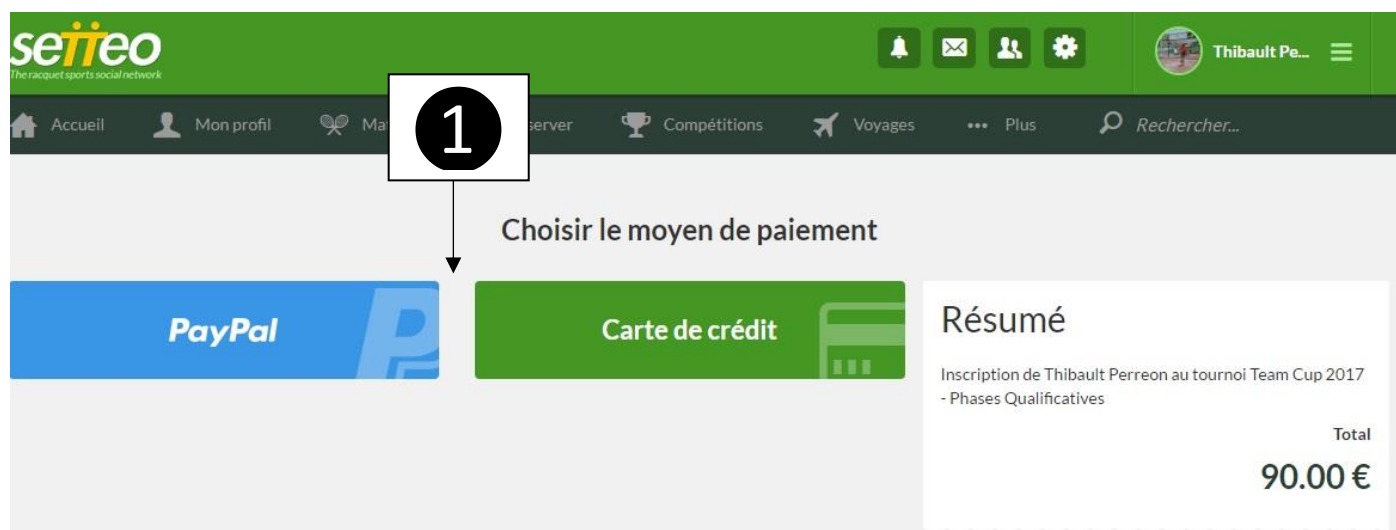 setteo
The racquet sports social network
Thibault Pe...
Accueil Mon profil Ma server Compétitions Voyages ... Plus Rechercher...
1
Choisir le moyen de paiement
PayPal
Carte de crédit
Résumé
Inscription de Thibault Perreon au tournoi Team Cup 2017
- Phases Qualificatives
Total
90.00 €